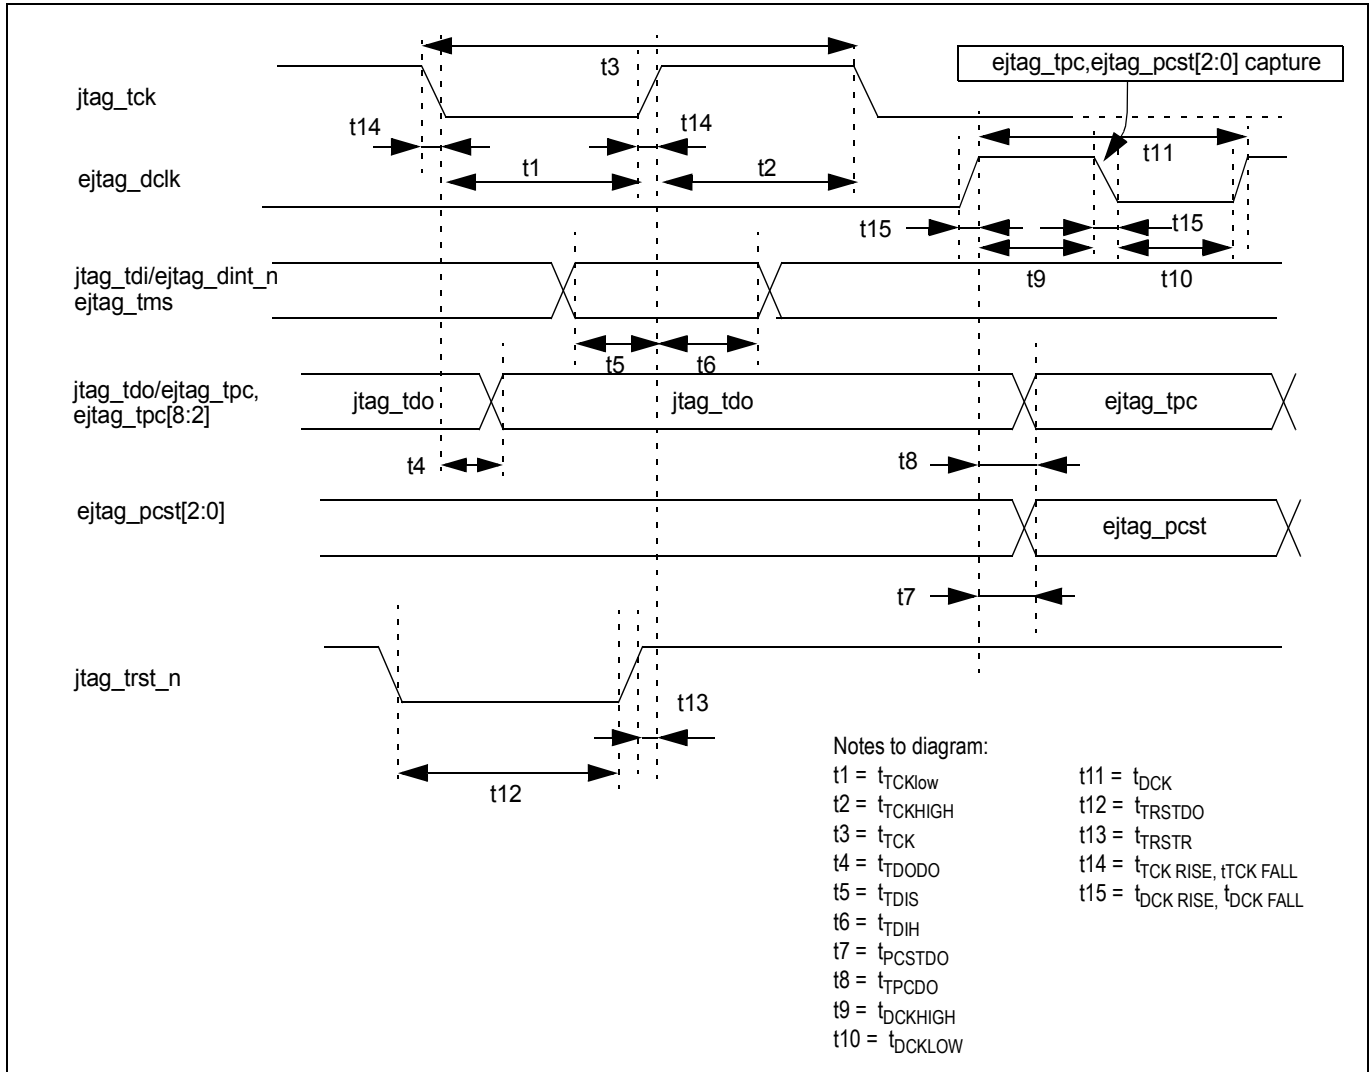 t3
ejtag_tpc,ejtag_pcst[2:0] capture
jtag_tck
t14
t14
t11
ejtag_dclk
t1
t2
t15
t15
jtag_tdi/ejtag_dint_n
ejtag_tms
t9
t10
t5
t6
jtag_tdo/ejtag_tpc,
ejtag_tpc[8:2]
jtag_tdo
jtag_tdo
ejtag_tpc
t4
t8
ejtag_pcst[2:0]
ejtag_pcst
t7
jtag_trst_n
t13
t12
Notes to diagram:
t1 = tTCKlow
t2 = tTCKHIGH
t3 = tTCK
t4 = tTDODO
t5 = tTDIS
t6 = tTDIH
t7 = tPCSTDO
t8 = tTPCDO
t9 = tDCKHIGH
t10 = tDCKLOW
t11 = tDCK
t12 = tTRSTDO
t13 = tTRSTR
t14 = tTCK RISE, tTCK FALL
t15 = tDCK RISE, tDCK FALL